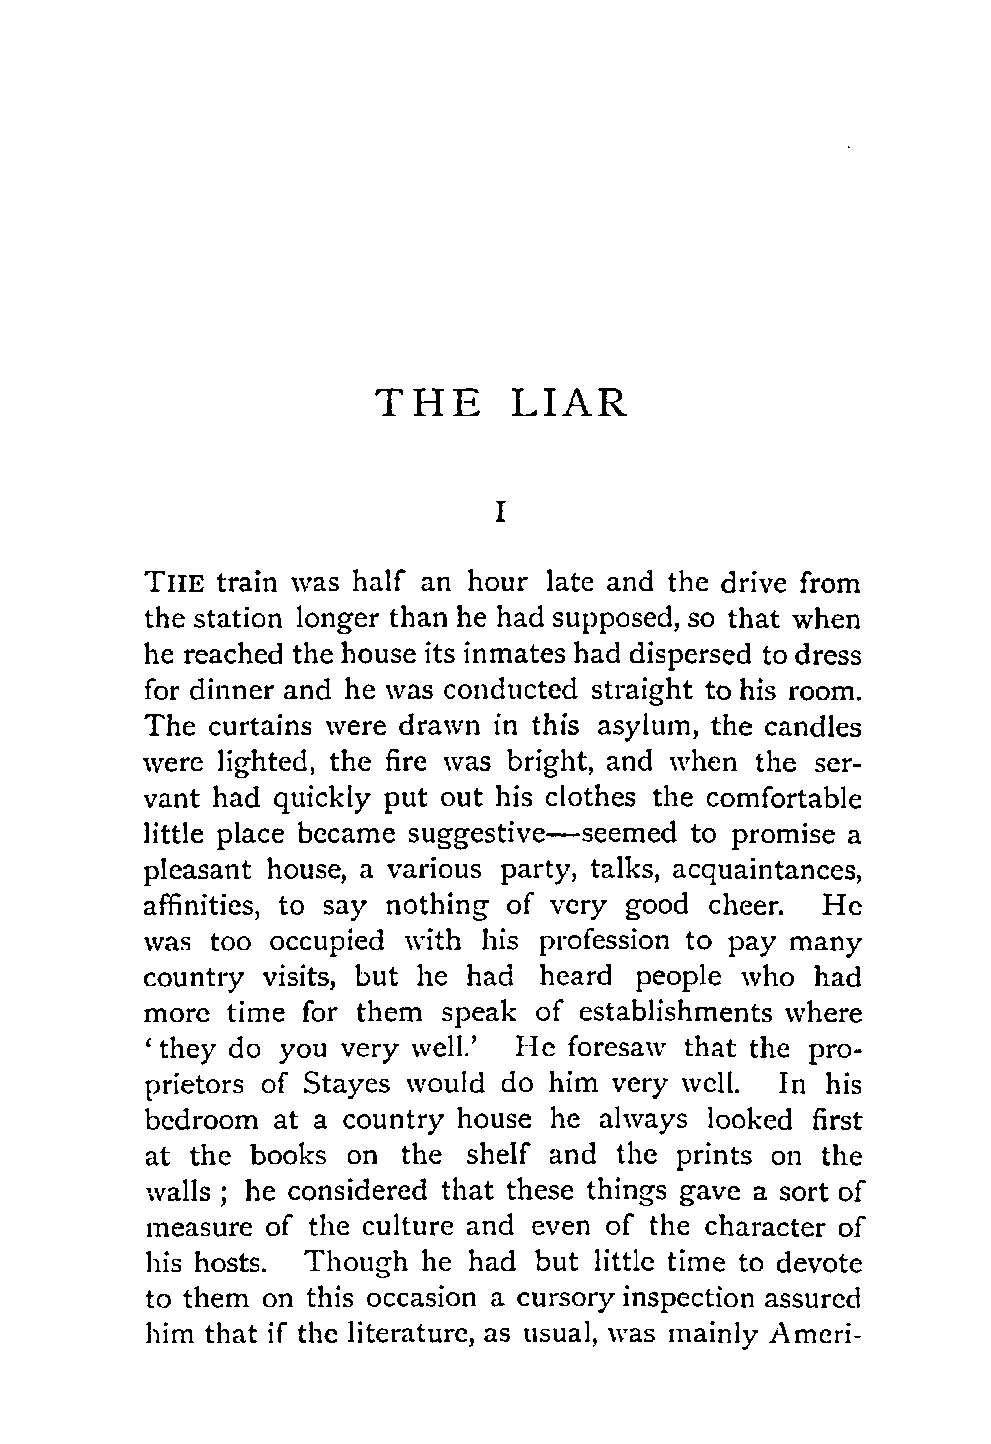 THE LIAR
I
THE train was half an hour late and the drive from
the station longer than he had supposed, so that when
he reached the house its inmates had dispersed to dress
for dinner and he was conducted straight to his room.
The curtains were drawn in this asylum, the candles
were lighted, the fire was bright, and when the ser-
vant had quickly put out his clothes the comfortable
little place became suggestive—seemed to promise a
pleasant house, a various party, talks, acquaintances,
affinities, to say nothing of very good cheer. He
was too occupied with his profession to pay many
country visits, but he had heard people who had
more time for them speak of establishments where
‘they do you very well.’ He foresaw that the pro-
prietors of Stayes would do him very well. In his
bedroom at a country house he always looked first
at the books on the shelf and the prints on the
walls; he considered that these things gave a sort of
measure of the culture and even of the character of
his hosts. Though he had but little time to devote
to them on this occasion a cursory inspection assured
him that if the literature, as usual, was mainly Ameri-